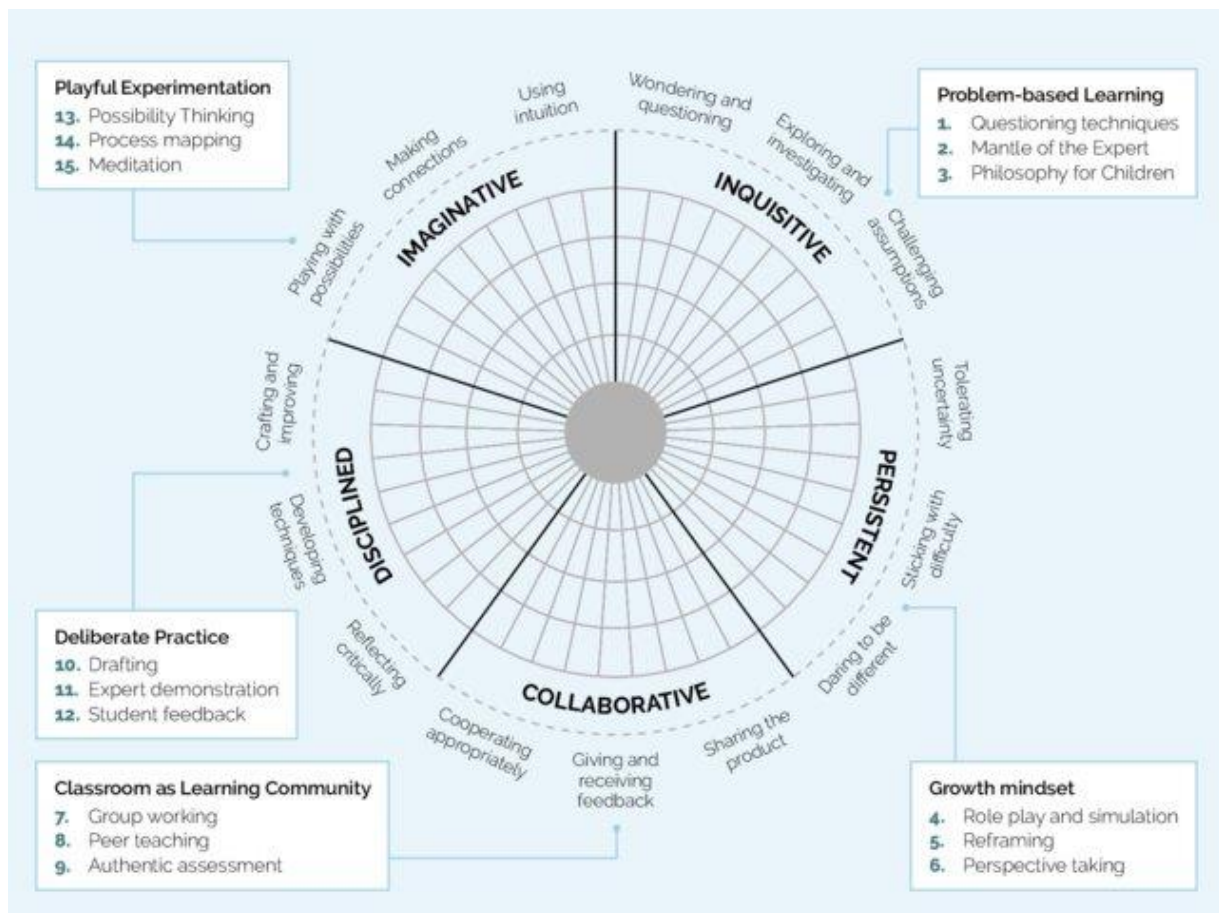 Playful Experimentation
13. Possibility Thinking
14. Process mapping
15. Meditation
Problem-based Learning
1. Questioning techniques
2. Mantle of the Expert
3. Philosophy for Children
IMAGINATIVE
Playing with
possibilities
Making
connections
Using
intuition
INQUISITIVE
Wondering and
questioning
Exploring and
investigating
Challenging
assumptions
PERSISTENT
Tolerating
uncertainty
Sticking with
difficulty
Daring to be
different
COLLABORATIVE
Sharing the
product
Giving and
receiving
feedback
Cooperating
appropriately
DISCIPLINED
Reflecting
critically
Developing
techniques
Crafting and
improving
Deliberate Practice
10. Drafting
11. Expert demonstration
12. Student feedback
Classroom as Learning Community
7. Group working
8. Peer teaching
9. Authentic assessment
Growth mindset
4. Role play and simulation
5. Reframing
6. Perspective taking